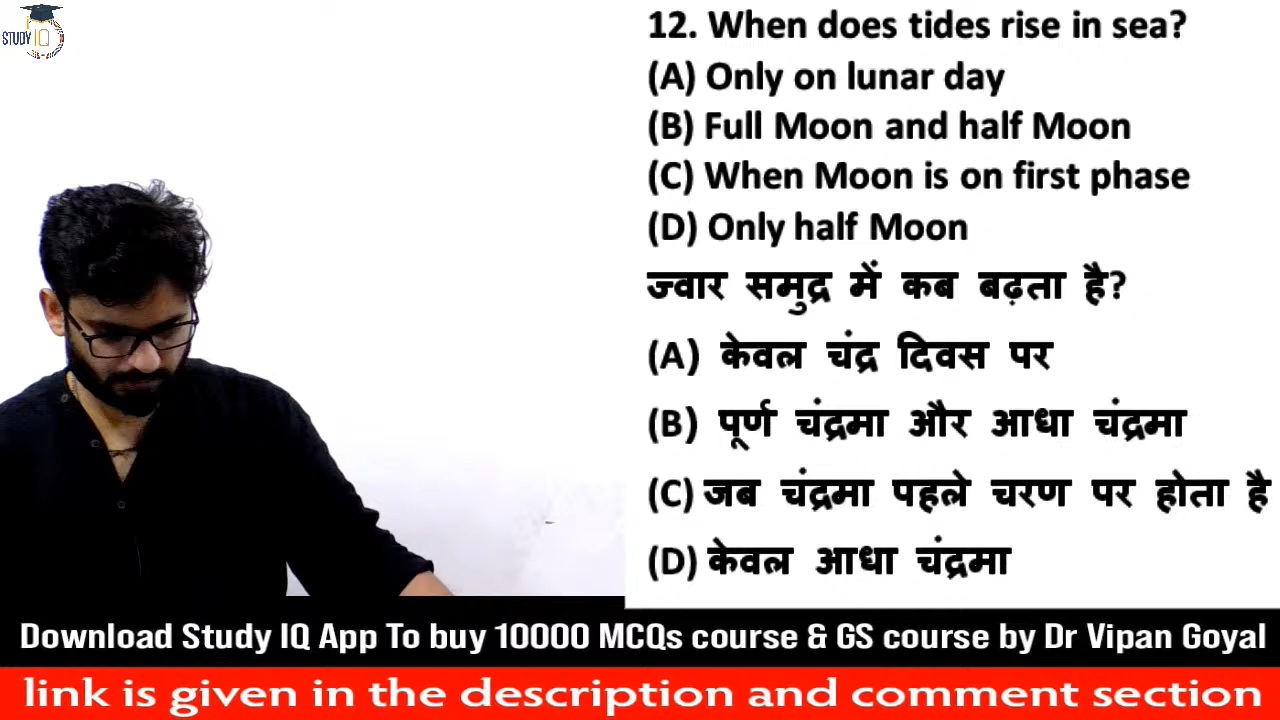 STUDY IQ
12. When does tides rise in sea?
(A) Only on lunar day
(B) Full Moon and half Moon
(C) When Moon is on first phase
(D) Only half Moon
ज्वार समुद्र में कब बढ़ता है?
(A) केवल चंद्र दिवस पर
(B) पूर्ण चंद्रमा और आधा चंद्रमा
(C) जब चंद्रमा पहले चरण पर होता है
(D) केवल आधा चंद्रमा
Download Study IQ App To buy 10000 MCQs course & GS course by Dr Vipan Goyal
link is given in the description and comment section